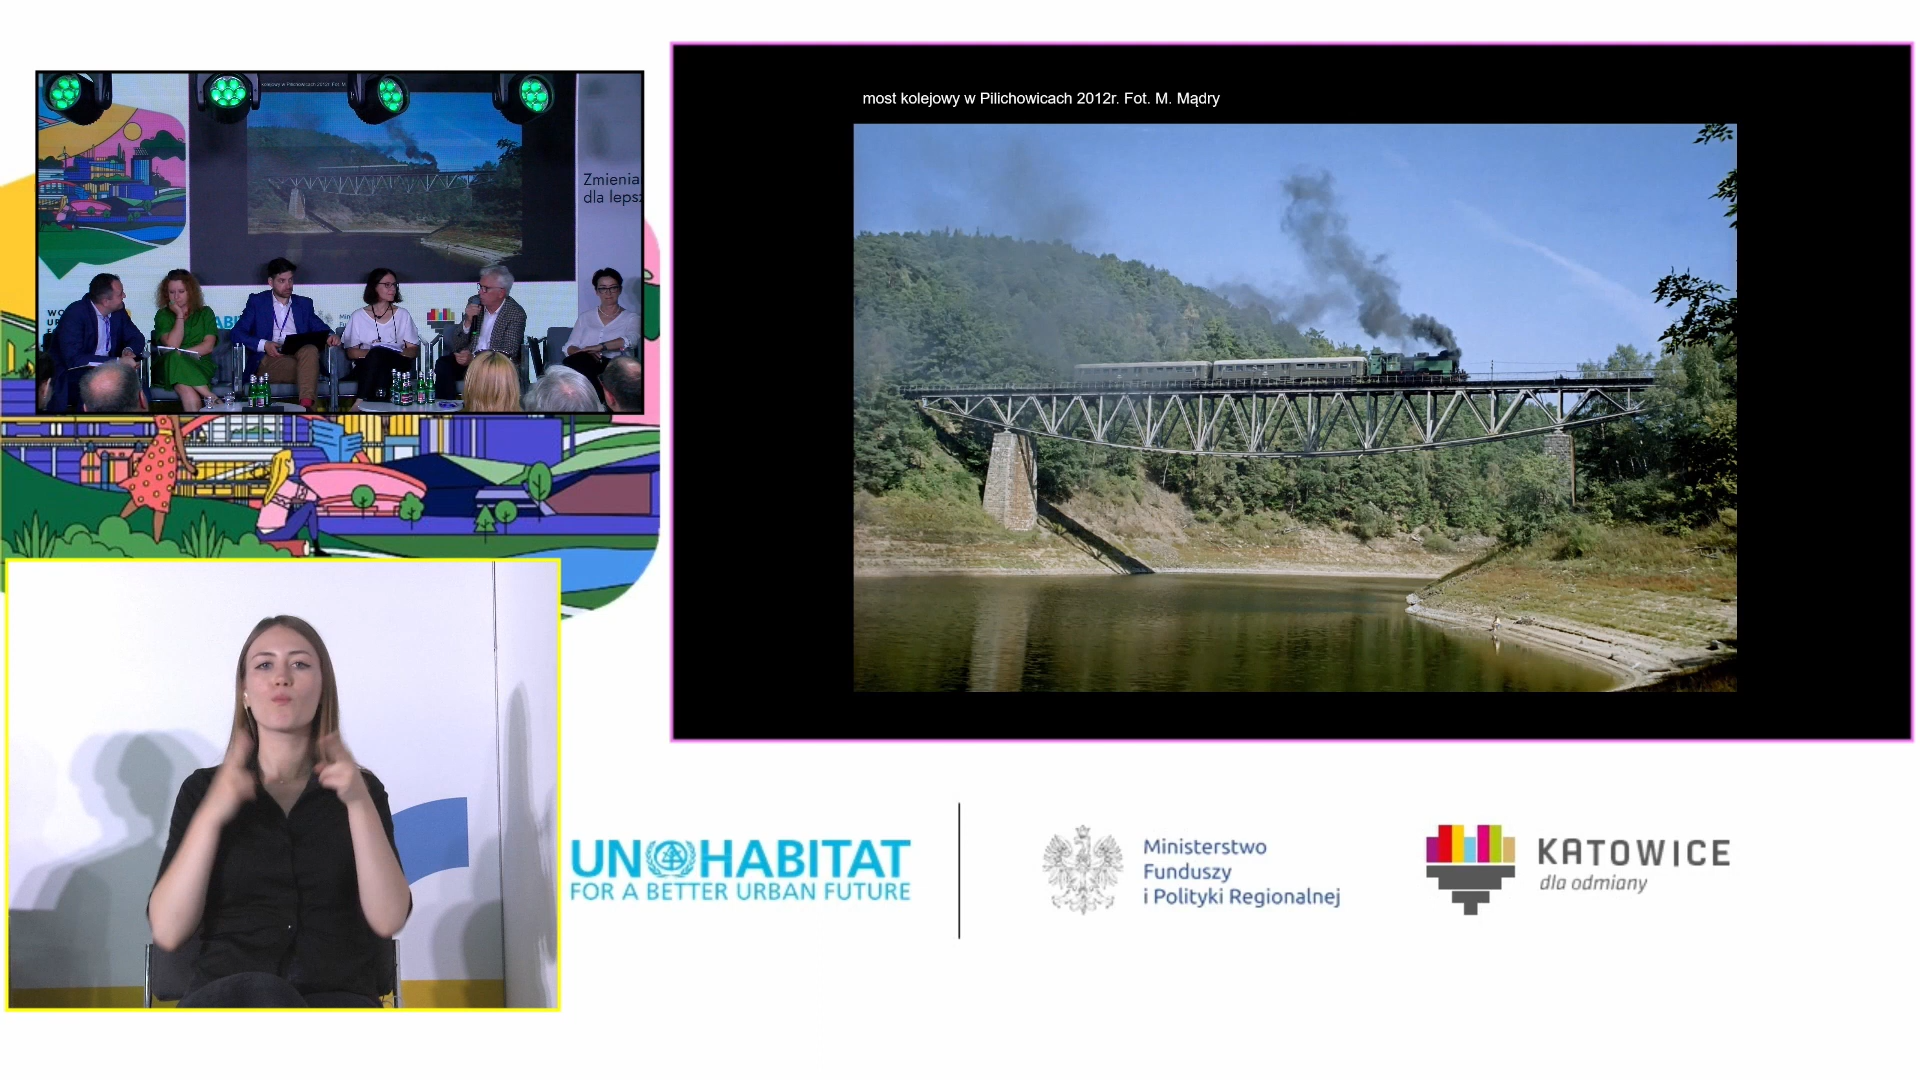 most kolejowy w Pilichowicach 2012r. Fot. M. Mądry
Zmienia
dla leps
UN HABITAT
FOR A BETTER URBAN FUTURE
Ministerstwo
Funduszy
i Polityki Regionalnej
KATOWICE
dla odmiany